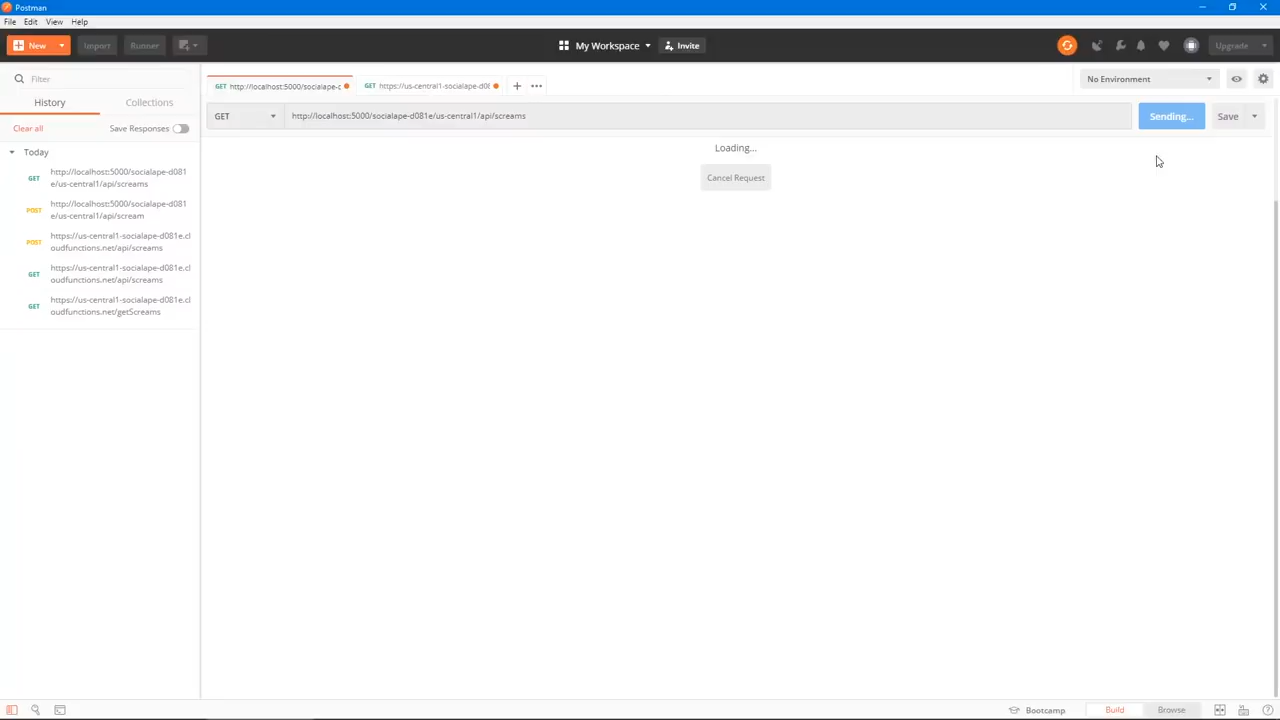 Postman
File Edit View Help
New Import Runner My Workspace Invite Upgrade
Filter
History Collections
Clear all Save Responses
Today
GET http://localhost:5000/socialape-d081
e/us-central1/api/screams
POST http://localhost:5000/socialape-d081
e/us-central1/api/scream
POST https://us-central1-socialape-d081e.cl
oudfunctions.net/api/screams
GET https://us-central1-socialape-d081e.cl
oudfunctions.net/api/screams
GET https://us-central1-socialape-d081e.cl
oudfunctions.net/getScreams
GET http://localhost:5000/socialape-c GET https://us-central1-socialape-d08 No Environment
GET http://localhost:5000/socialape-d081e/us-central1/api/screams Sending... Save
Loading...
Cancel Request
Bootcamp Build Browse